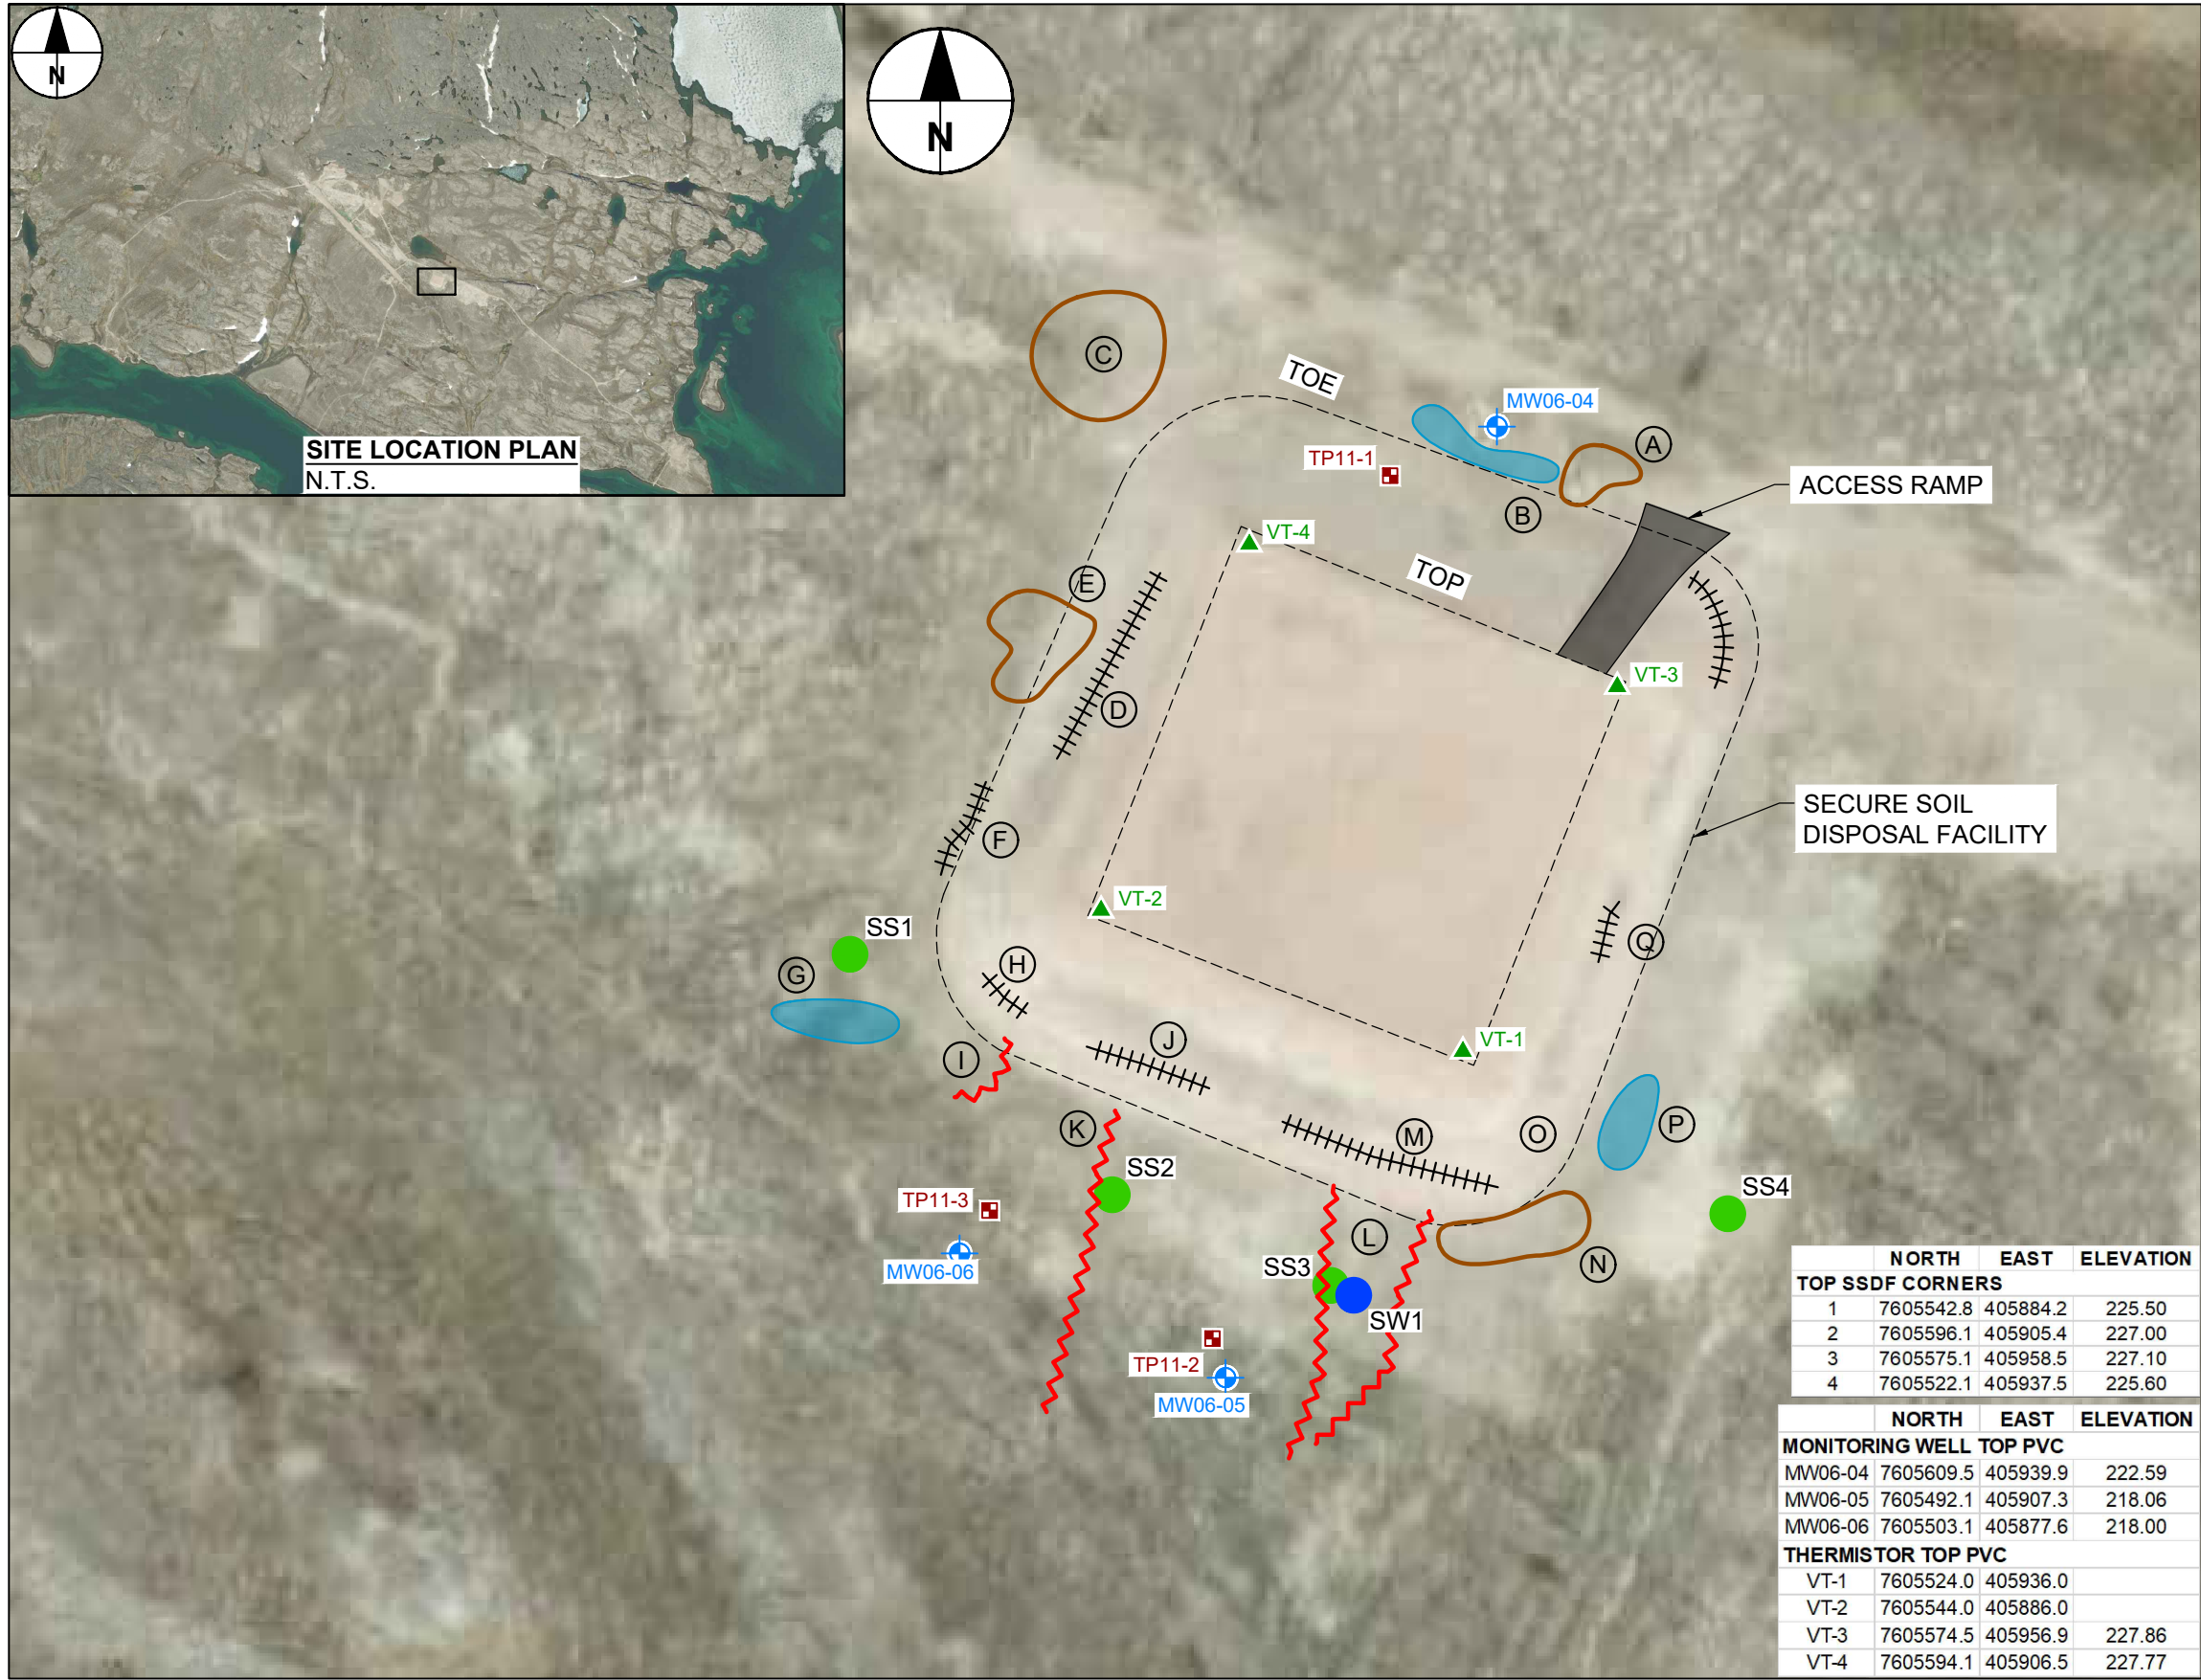 N
SITE LOCATION PLAN
N.T.S.
N
C
TOE
MW06-04
A
TP11-1
ACCESS RAMP
B
VT-4
TOP
E
VT-3
D
SECURE SOIL
DISPOSAL FACILITY
F
VT-2
SS1
Q
H
G
VT-1
J
I
K
M
O
P
SS2
SS4
TP11-3
L
SS3
N
MW06-06
SW1
TP11-2
MW06-05
NORTH EAST ELEVATION
TOP SSDF CORNERS
1 7605542.8 405884.2 225.50
2 7605596.1 405905.4 227.00
3 7605575.1 405958.5 227.10
4 7605522.1 405937.5 225.60
NORTH EAST ELEVATION
MONITORING WELL TOP PVC
MW06-04 7605609.5 405939.9 222.59
MW06-05 7605492.1 405907.3 218.06
MW06-06 7605503.1 405877.6 218.00
THERMISTOR TOP PVC
VT-1 7605524.0 405936.0
VT-2 7605544.0 405886.0
VT-3 7605574.5 405956.9 227.86
VT-4 7605594.1 405906.5 227.77